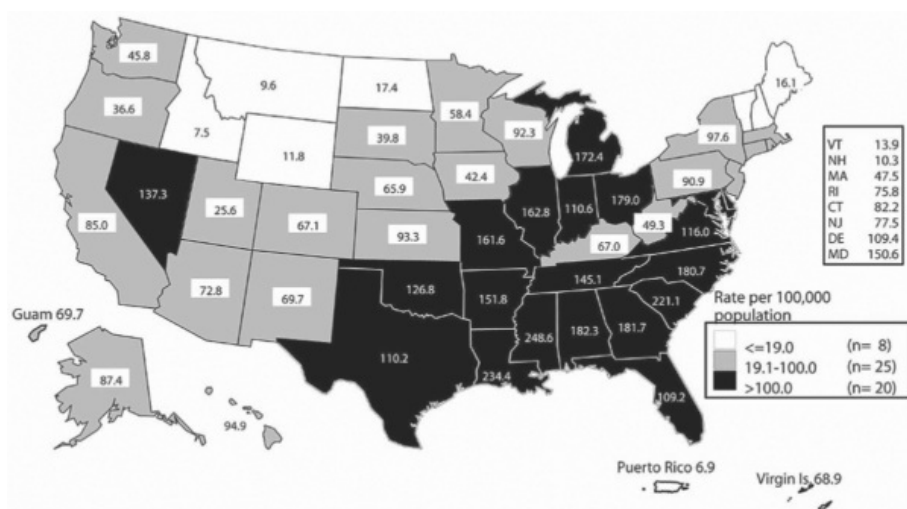 45.8
9.6
17.4
16.1
36.6
7.5
58.4
39.8
92.3
97.6
11.8
172.4
137.3
65.9
42.4
90.9
25.6
162.8
110.6
179.0
49.3
85.0
67.1
93.3
161.6
67.0
116.0
72.8
69.7
126.8
151.8
145.1
180.7
221.1
110.2
248.6
182.3
181.7
234.4
109.2
VT 13.9
NH 10.3
MA 47.5
RI 75.8
CT 82.2
NJ 77.5
DE 109.4
MD 150.6
Guam 69.7
87.4
94.9
Rate per 100,000
population
<=19.0 (n= 8)
19.1-100.0 (n= 25)
>100.0 (n= 20)
Puerto Rico 6.9
Virgin Is. 68.9